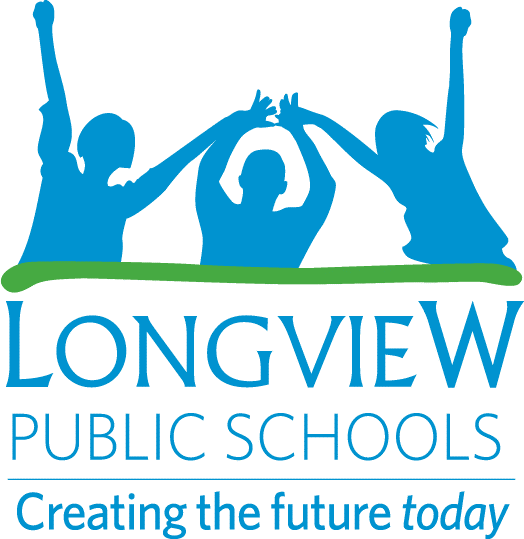 LONGVIEW
PUBLIC SCHOOLS
Creating the future today